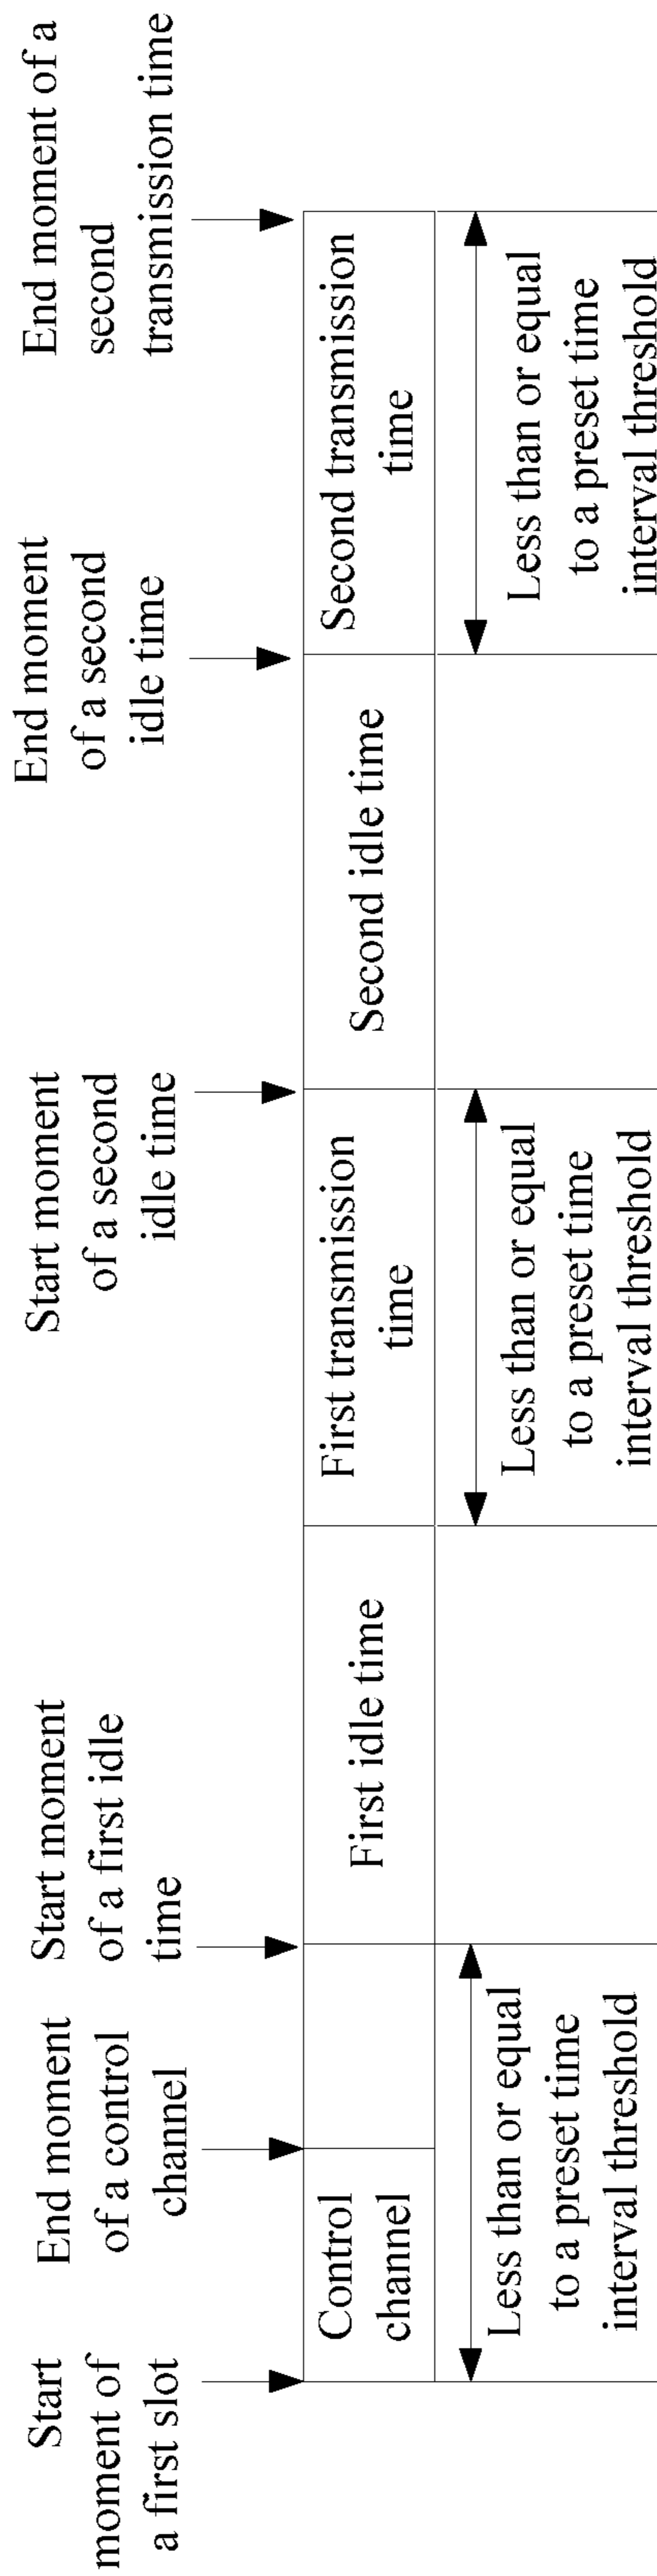 Start
moment of
a first slot
End moment
of a control
channel
Start moment
of a first idle
time
Start moment
of a second
idle time
End moment
of a second
idle time
End moment of a
second
transmission time
Control
channel
First idle time
First transmission
time
Second idle time
Second transmission
time
Less than or equal
to a preset time
interval threshold
Less than or equal
to a preset time
interval threshold
Less than or equal
to a preset time
interval threshold